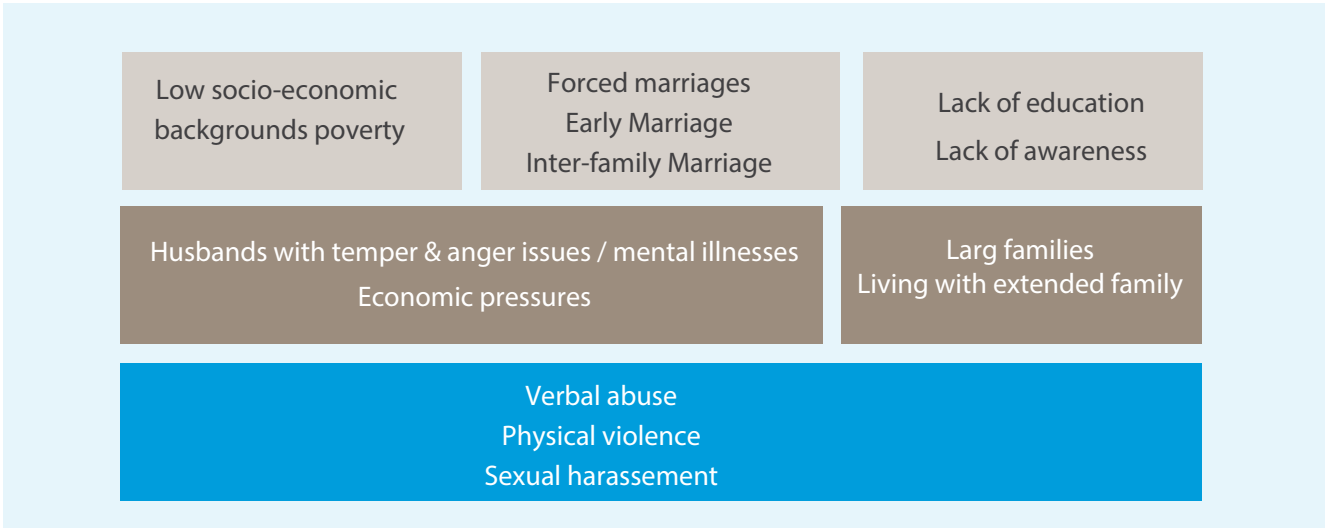 Low socio-economic
backgrounds poverty
Forced marriages
Early Marriage
Inter-family Marriage
Lack of education
Lack of awareness
Husbands with temper & anger issues / mental illnesses
Economic pressures
Larg families
Living with extended family
Verbal abuse
Physical violence
Sexual harassement